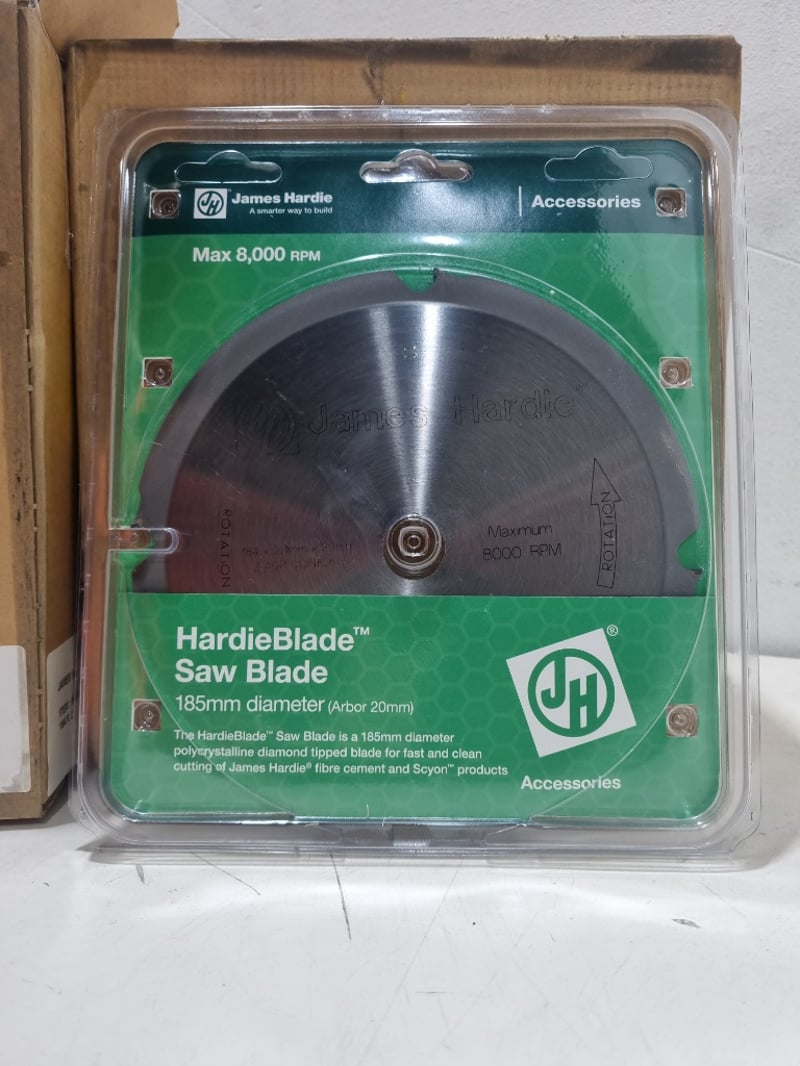 JH™ James Hardie
A smarter way to build
Accessories
Max 8,000 RPM
James Hardie
Maximum
8000 RPM
ROTATION
ROTATION
HardieBlade™
Saw Blade
185mm diameter (Arbor 20mm)
The HardieBlade™ Saw Blade is a 185mm diameter
polycrystalline diamond tipped blade for fast and clean
cutting of James Hardie® fibre cement and Scyon™ products
JH®
Accessories